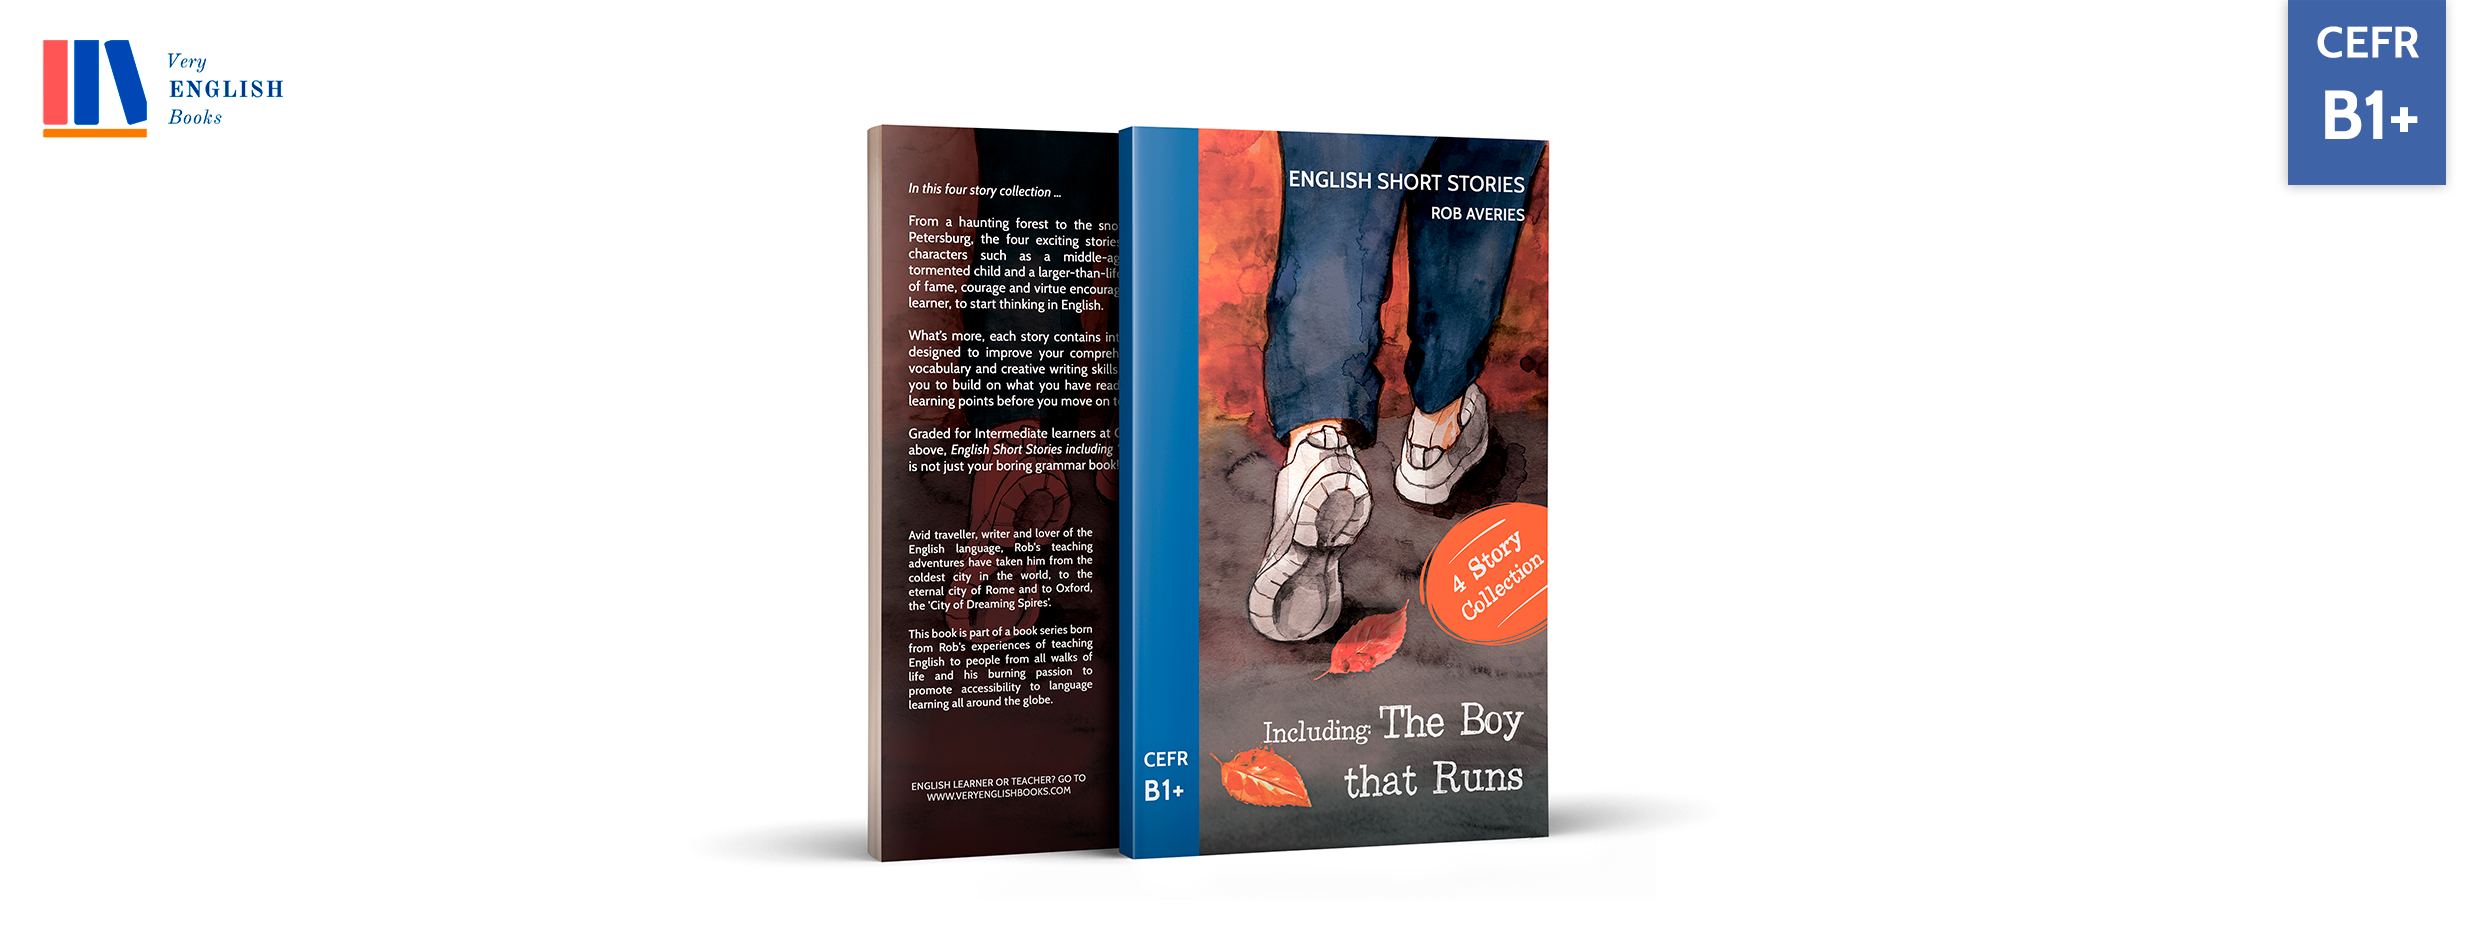 Very
ENGLISH
Books
CEFR
B1+
In this four story collection ...
From a haunting forest to the
Petersburg, the four exciting
characters such as a
tormented child and a
of fame, courage and virtue
learner, to start thinking in English.
What's more, each story contains
designed to improve your
vocabulary and creative writing skills
you to build on what you have read
learning points before you move on
Graded for Intermediate learners at
above, English Short Stories including
is not just your boring grammar book!
Avid traveller, writer and lover of the
English language, Rob's teaching
adventures have taken him from the
coldest city in the world, to the
eternal city of Rome and to Oxford,
the 'City of Dreaming Spires'.
This book is part of a book series born
from Rob's experiences of teaching
English to people from all walks of
life and his burning passion to
promote accessibility to language
learning all around the globe.
ENGLISH LEARNER OR TEACHER? GO TO
WWW.VERYENGLISHBOOKS.COM
ENGLISH SHORT STORIES
ROB AVERIES
4 Story
Collection
Including: The Boy
that Runs
CEFR
B1+